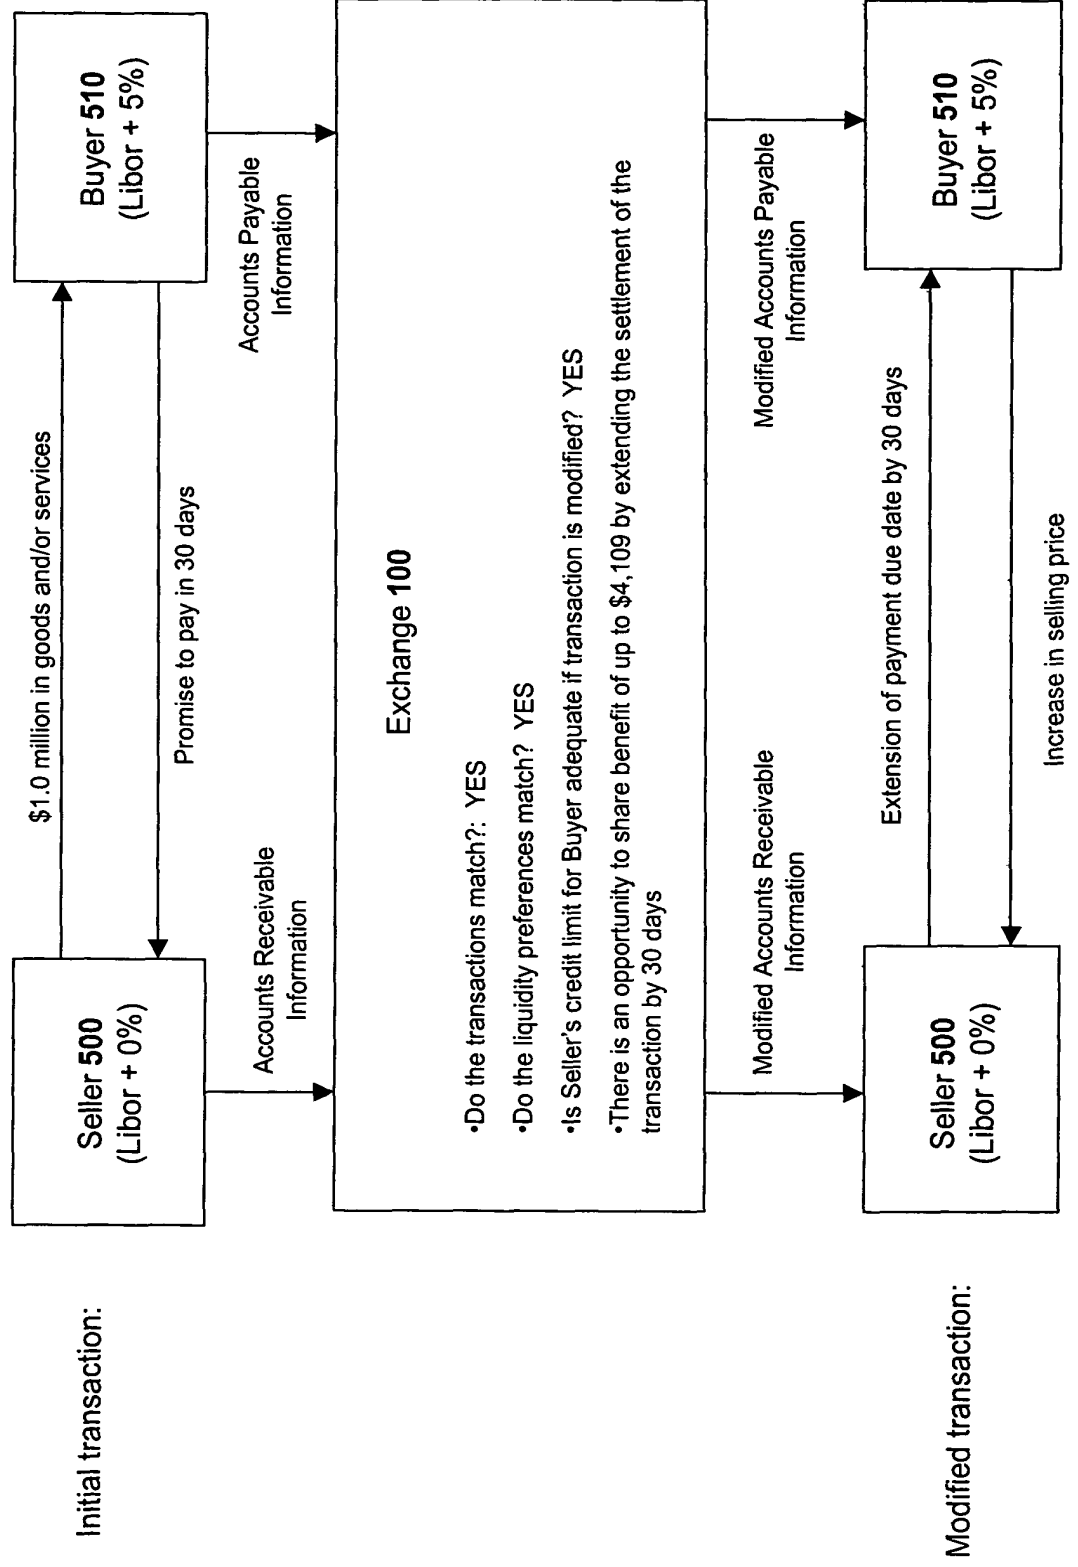 Initial transaction:
Seller 500
(Libor + 0%)
$1.0 million in goods and/or services
Promise to pay in 30 days
Buyer 510
(Libor + 5%)
Accounts Receivable
Information
Accounts Payable
Information
Exchange 100
•Do the transactions match?: YES
•Do the liquidity preferences match? YES
•Is Seller's credit limit for Buyer adequate if transaction is modified? YES
•There is an opportunity to share benefit of up to $4,109 by extending the settlement of the
transaction by 30 days
Modified Accounts Receivable
Information
Modified Accounts Payable
Information
Modified transaction:
Seller 500
(Libor + 0%)
Extension of payment due date by 30 days
Increase in selling price
Buyer 510
(Libor + 5%)